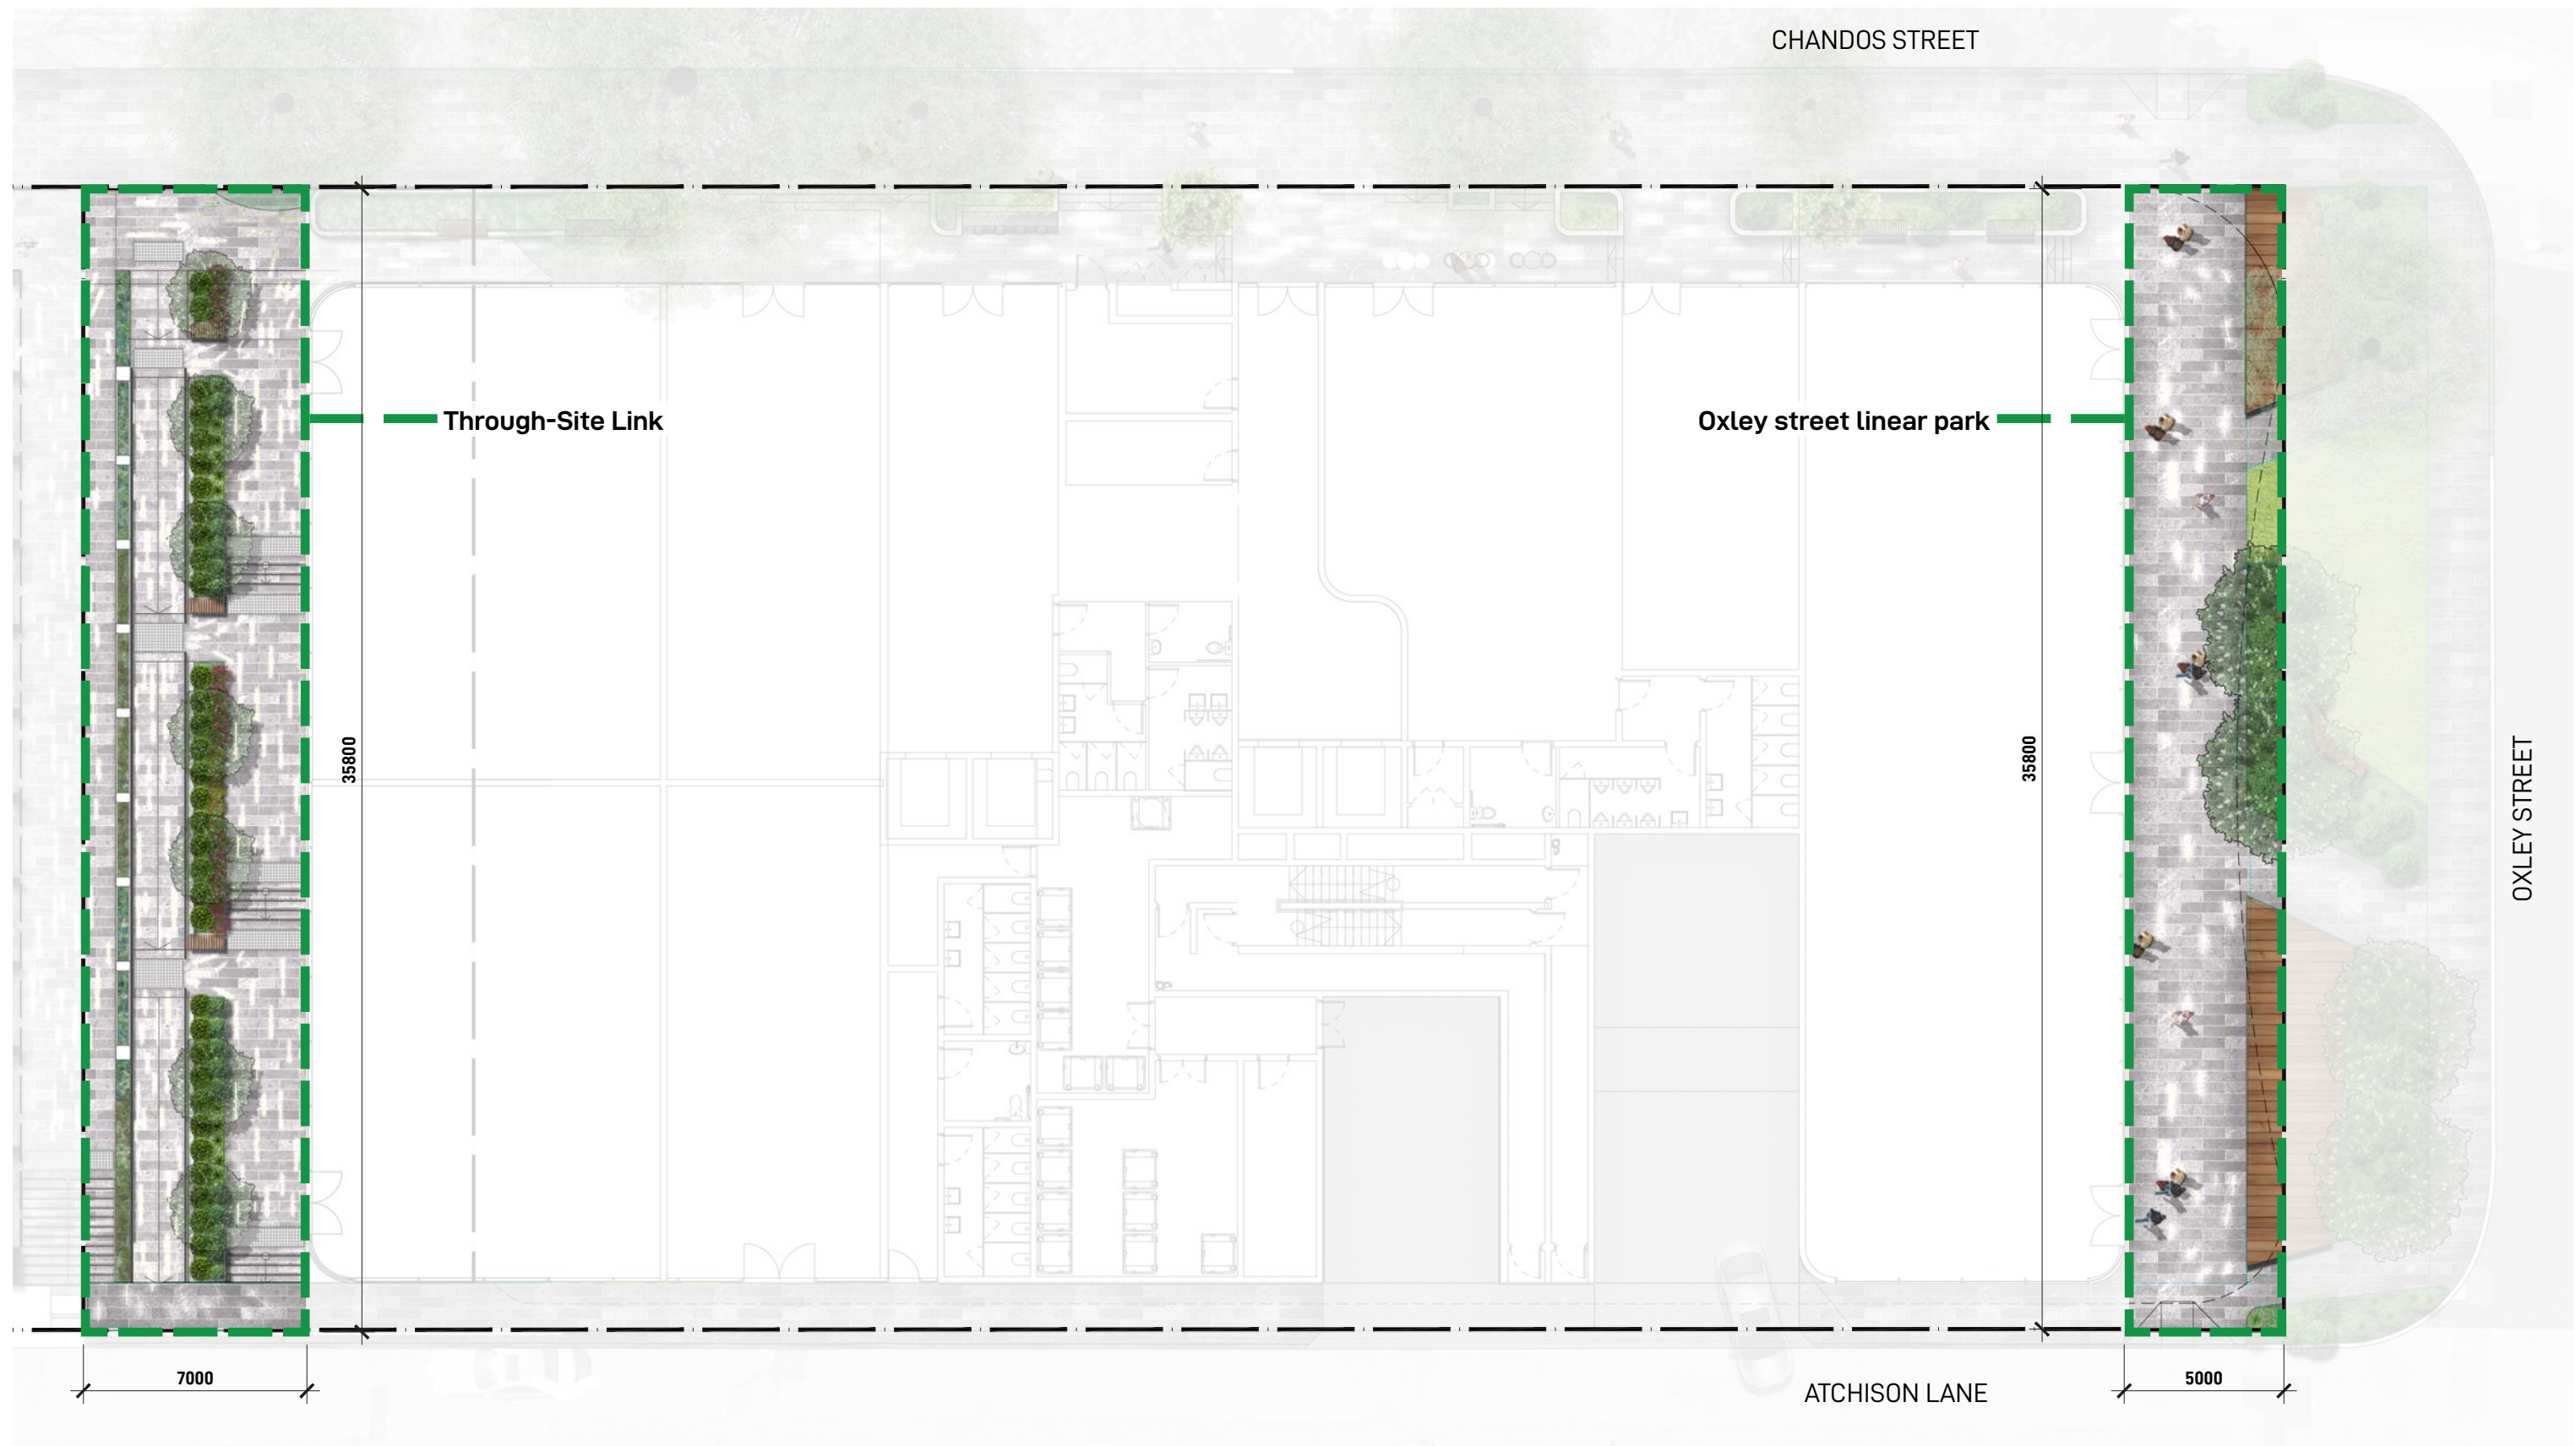 CHANDOS STREET
Through-Site Link
Oxley street linear park
35800
35800
OXLEY STREET
7000
5000
ATCHISON LANE